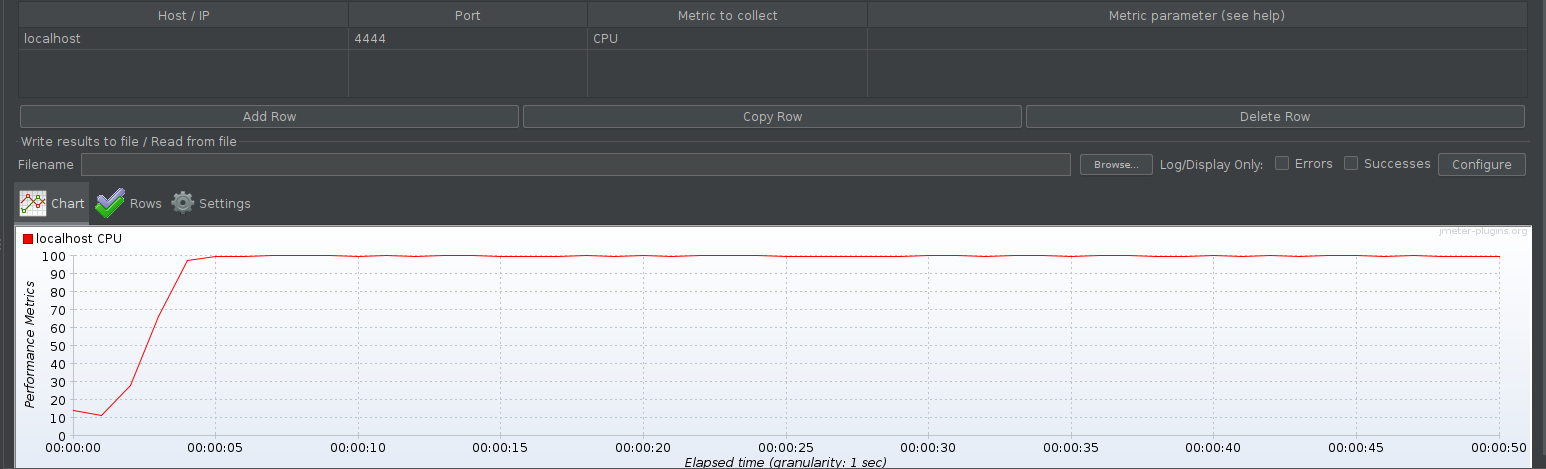 Host / IP Port Metric to collect Metric parameter (see help)
localhost 4444 CPU
Add Row Copy Row Delete Row
Write results to file / Read from file
Filename Browse... Log/Display Only: Errors Successes Configure
Chart Rows Settings
localhost CPU
jmeter-plugins.org
Performance Metrics
100
90
80
70
60
50
40
30
20
10
0
00:00:00 00:00:05 00:00:10 00:00:15 00:00:20 00:00:25 00:00:30 00:00:35 00:00:40 00:00:45 00:00:50
Elapsed time (granularity: 1 sec)